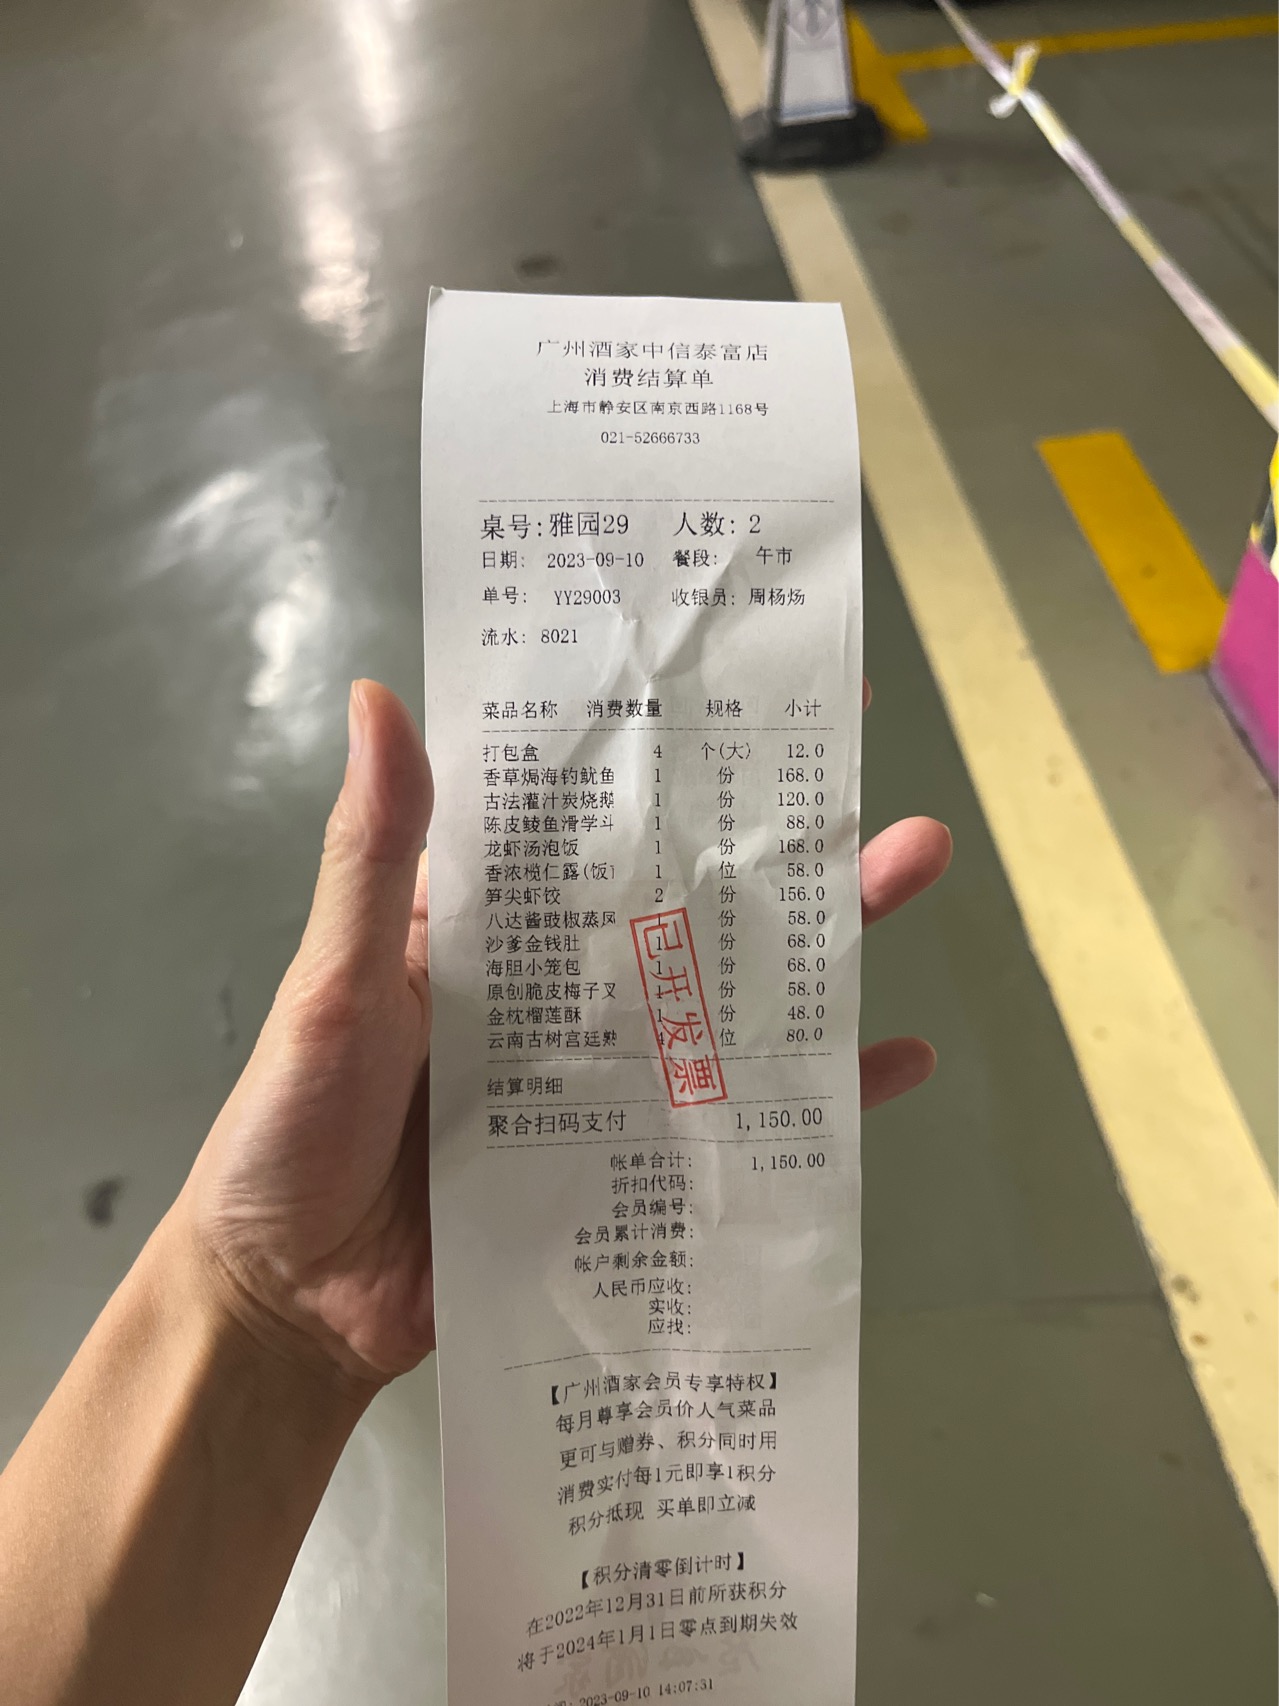 广州酒家中信泰富店
消费结算单
上海市静安区南京西路1168号
021-52666733
桌号:雅园29 人数: 2
日期: 2023-09-10 餐段: 午市
单号: YY29003 收银员: 周杨炀
流水: 8021
菜品名称 消费数量 规格 小计
打包盒 4 个(大) 12.0
香草焗海钓鱿鱼 1 份 168.0
古法灌汁炭烧鹅 1 份 120.0
陈皮鲮鱼滑学斗 1 份 88.0
龙虾汤泡饭 1 份 168.0
香浓榄仁露(饭 1 位 58.0
笋尖虾饺 2 份 156.0
八达酱豉椒蒸凤 1 份 58.0
沙爹金钱肚 1 份 68.0
海胆小笼包 1 份 68.0
原创脆皮梅子叉 1 份 58.0
金枕榴莲酥 1 份 48.0
云南古树宫廷熟 4 位 80.0
已开发票
结算明细
聚合扫码支付 1,150.00
帐单合计: 1,150.00
折扣代码:
会员编号:
会员累计消费:
帐户剩余金额:
人民币应收:
实收:
应找:
【广州酒家会员专享特权】
每月尊享会员价人气菜品
更可与赠券、积分同时用
消费实付每1元即享1积分
积分抵现 买单即立减
【积分清零倒计时】
在2022年12月31日前所获积分
将于2024年1月1日零点到期失效
2023-09-10 14:07:31